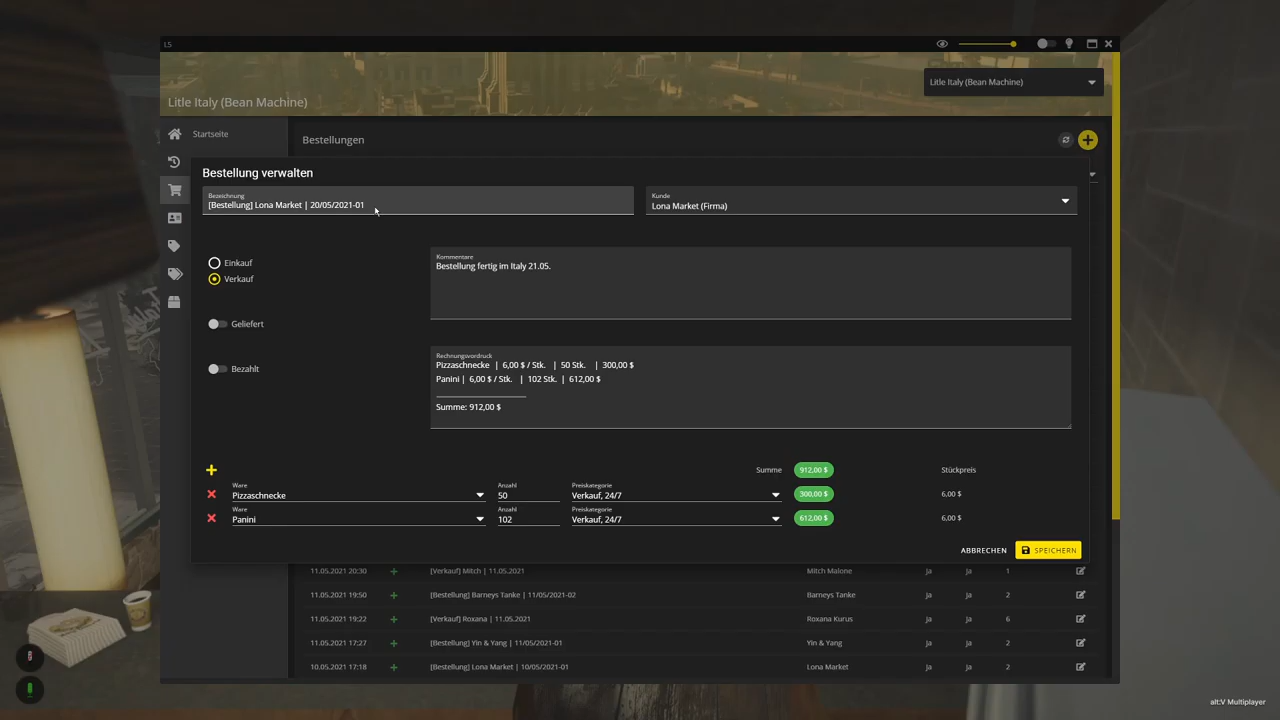 LS
Litle Italy (Bean Machine)
Litle Italy (Bean Machine)
Startseite
Bestellungen
Bestellung verwalten
Bezeichnung
[Bestellung] Lona Market | 20/05/2021-01
Kunde
Lona Market (Firma)
Einkauf
Verkauf
Geliefert
Bezahlt
Kommentare
Bestellung fertig im Italy 21.05.
Rechnungsvordruck
Pizzaschnecke | 6,00 $ / Stk. | 50 Stk. | 300,00 $
Panini | 6,00 $ / Stk. | 102 Stk. | 612,00 $
Summe: 912,00 $
Summe 912,00 $ Stückpreis
Ware Anzahl Preiskategorie
Pizzaschnecke 50 Verkauf, 24/7 300,00 $ 6,00 $
Ware Anzahl Preiskategorie
Panini 102 Verkauf, 24/7 612,00 $ 6,00 $
ABBRECHEN SPEICHERN
11.05.2021 20:30 + [Verkauf] Mitch | 11.05.2021 Mitch Malone Ja Ja 1
11.05.2021 19:50 + [Bestellung] Barneys Tanke | 11/05/2021-02 Barneys Tanke Ja Ja 2
11.05.2021 19:22 + [Verkauf] Roxana | 11.05.2021 Roxana Kurus Ja Ja 6
11.05.2021 17:27 + [Bestellung] Yin & Yang | 11/05/2021-01 Yin & Yang Ja Ja 2
10.05.2021 17:18 + [Bestellung] Lona Market | 10/05/2021-01 Lona Market Ja Ja 2
alt:V Multiplayer